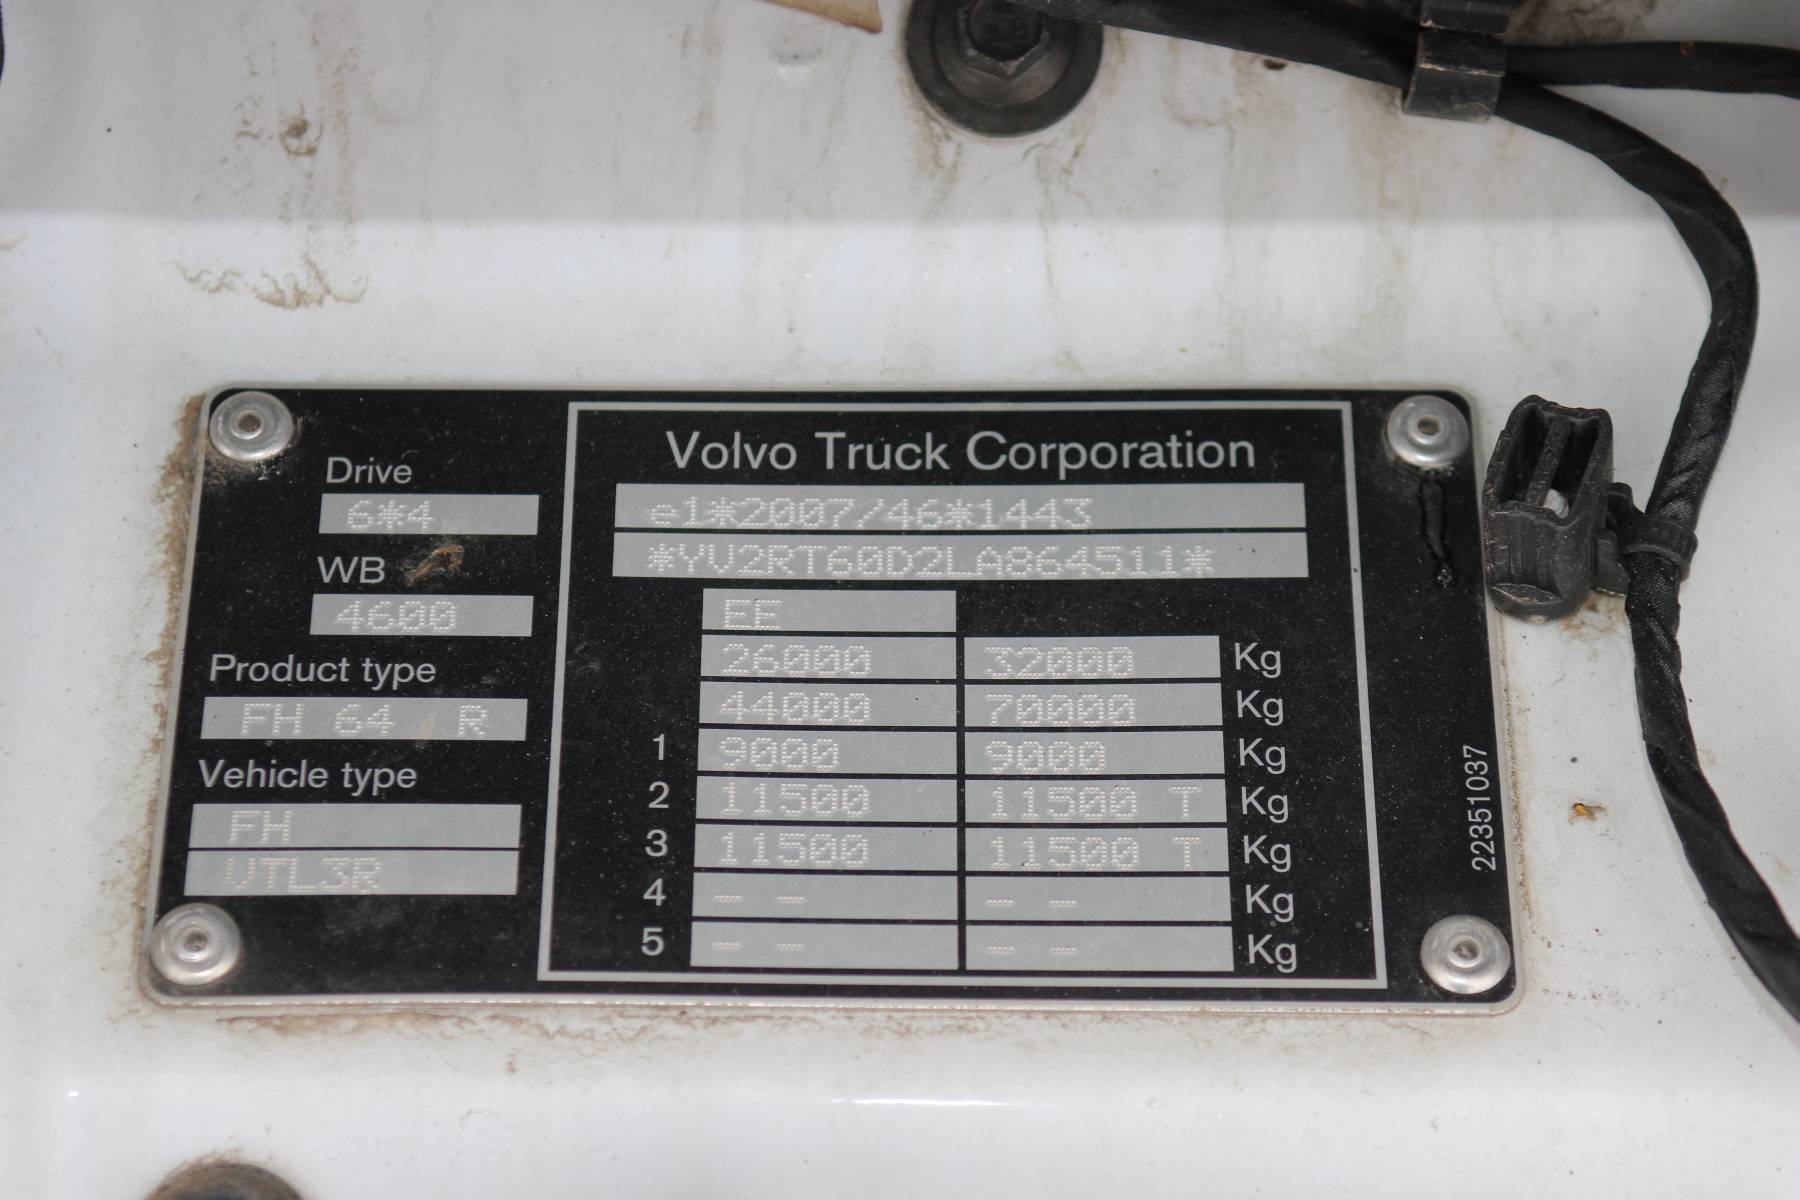 Drive
6*4
WB
4600
Product type
FH 64 R
Vehicle type
FH
VTL3R
Volvo Truck Corporation
e1*2007/46*1443
*YV2RT60D2LA864511*
EE
26000 32000 Kg
44000 70000 Kg
1 9000 9000 Kg
2 11500 11500 T Kg
3 11500 11500 T Kg
4 - - - - Kg
5 - - - - Kg
22351037